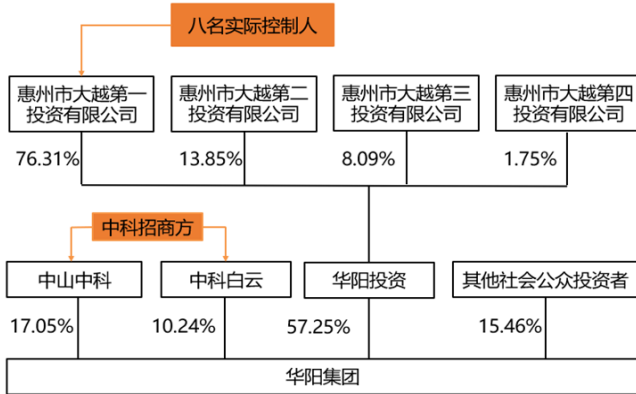 八名实际控制人
惠州市大越第一
投资有限公司
惠州市大越第二
投资有限公司
惠州市大越第三
投资有限公司
惠州市大越第四
投资有限公司
76.31%
13.85%
8.09%
1.75%
中科招商方
中山中科
中科白云
华阳投资
其他社会公众投资者
17.05%
10.24%
57.25%
15.46%
华阳集团